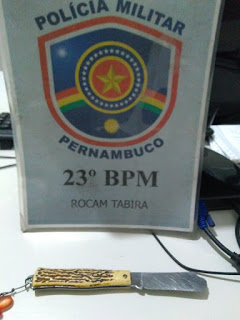 POLÍCIA MILITAR
PERNAMBUCO
23º BPM
ROCAM TABIRA